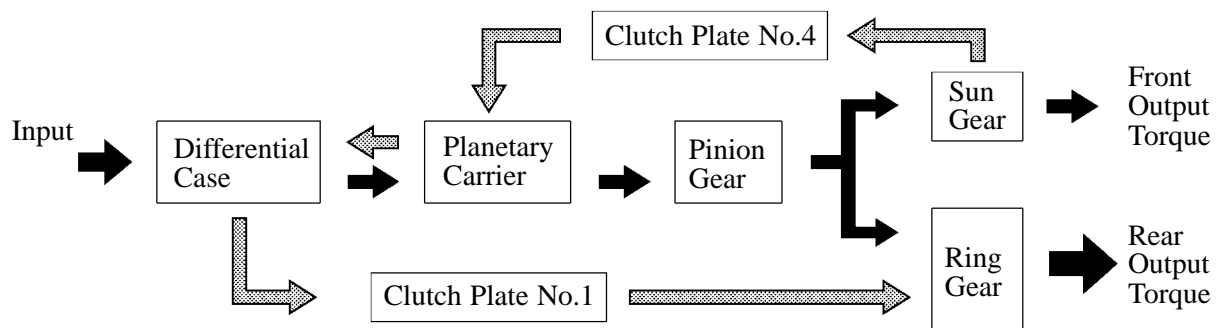 Clutch Plate No.4
Input
Differential
Case
Planetary
Carrier
Pinion
Gear
Sun
Gear
Front
Output
Torque
Clutch Plate No.1
Ring
Gear
Rear
Output
Torque